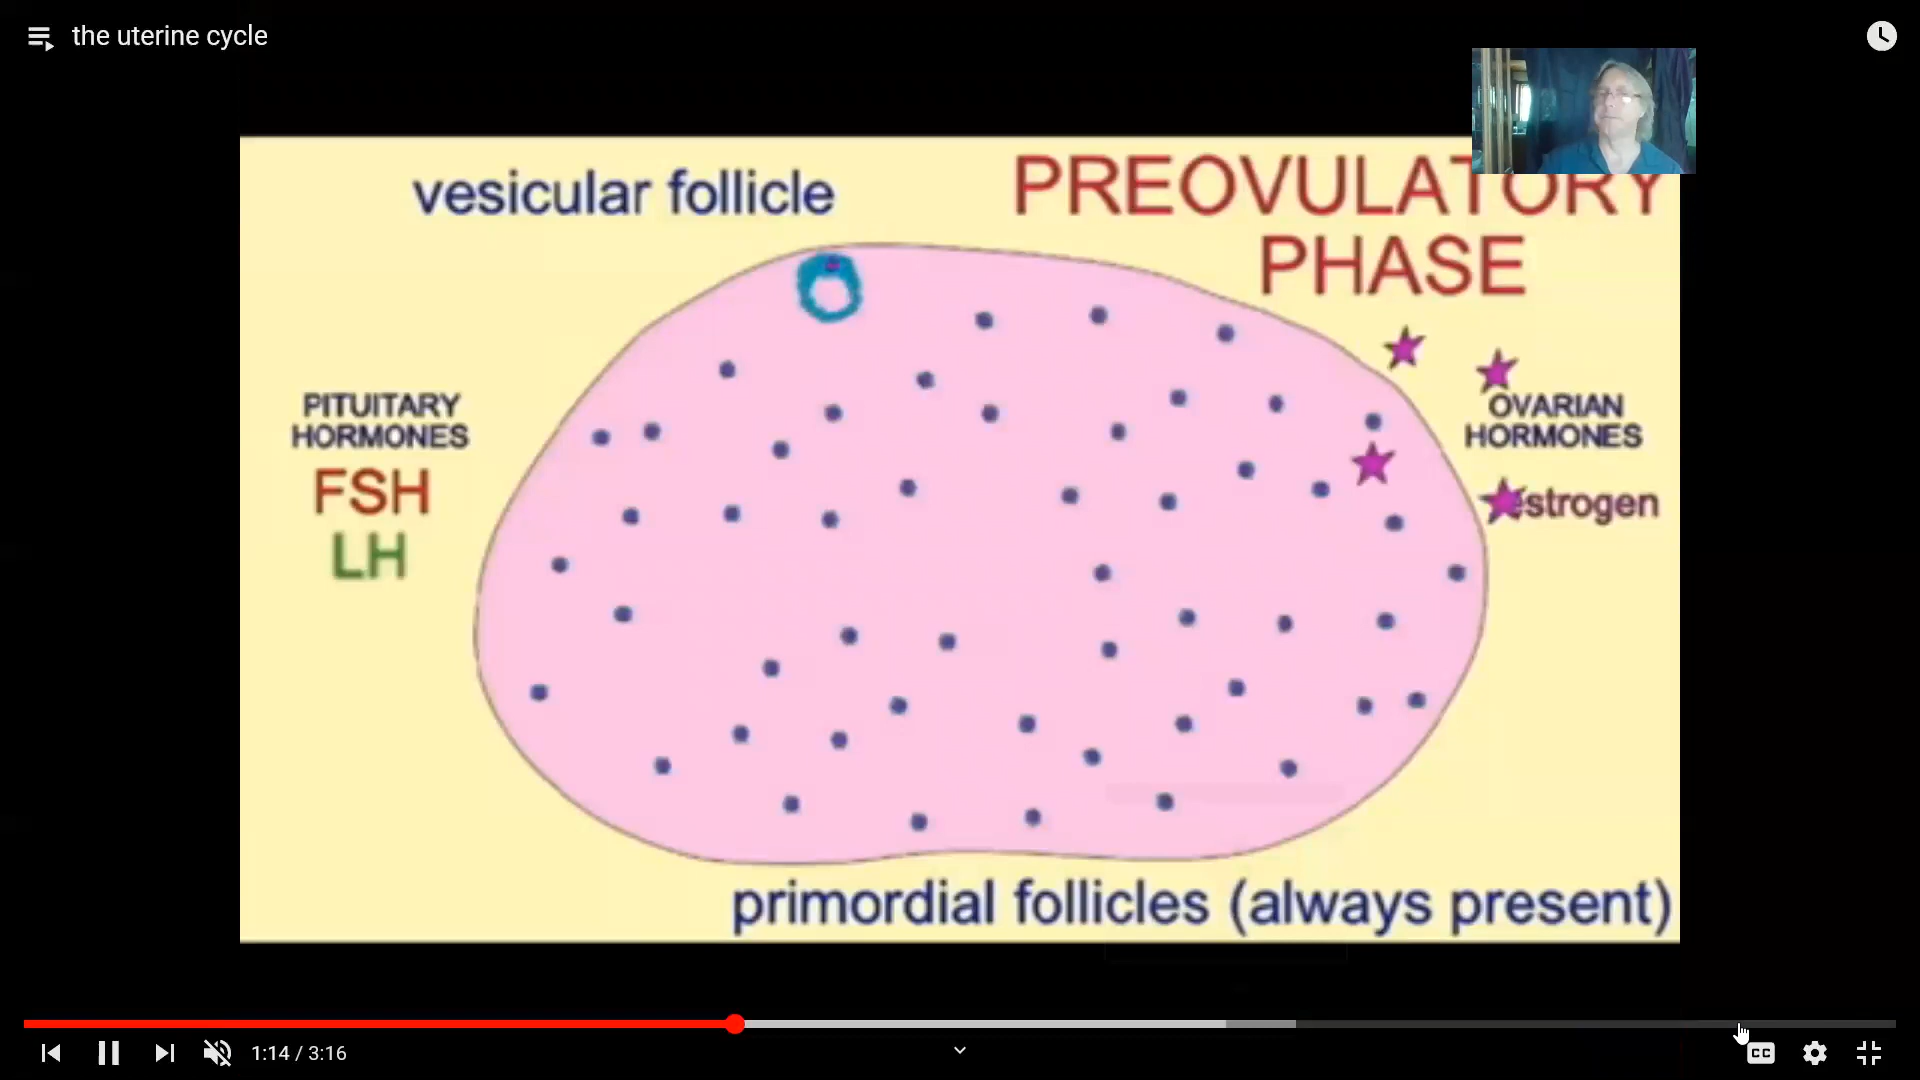 the uterine cycle
vesicular follicle
PREOVULATORY
PHASE
PITUITARY
HORMONES
FSH
LH
OVARIAN
HORMONES
estrogen
primordial follicles (always present)
1:14 / 3:16
CC